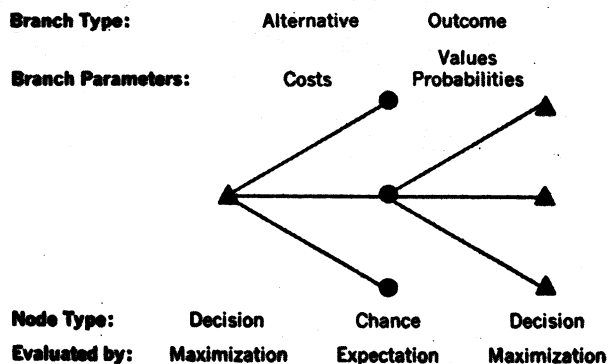 Branch Type: Alternative Outcome
Values
Branch Parameters: Costs Probabilities
Node Type: Decision Chance Decision
Evaluated by: Maximization Expectation Maximization